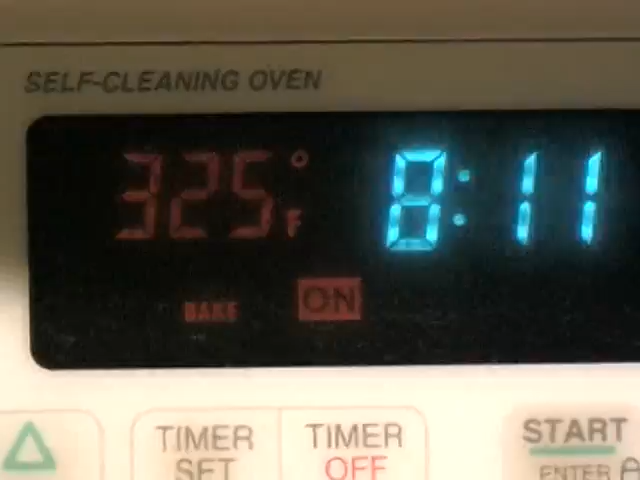 SELF-CLEANING OVEN
325°F 8:11
BAKE ON
TIMER SET
TIMER OFF
START
ENTER